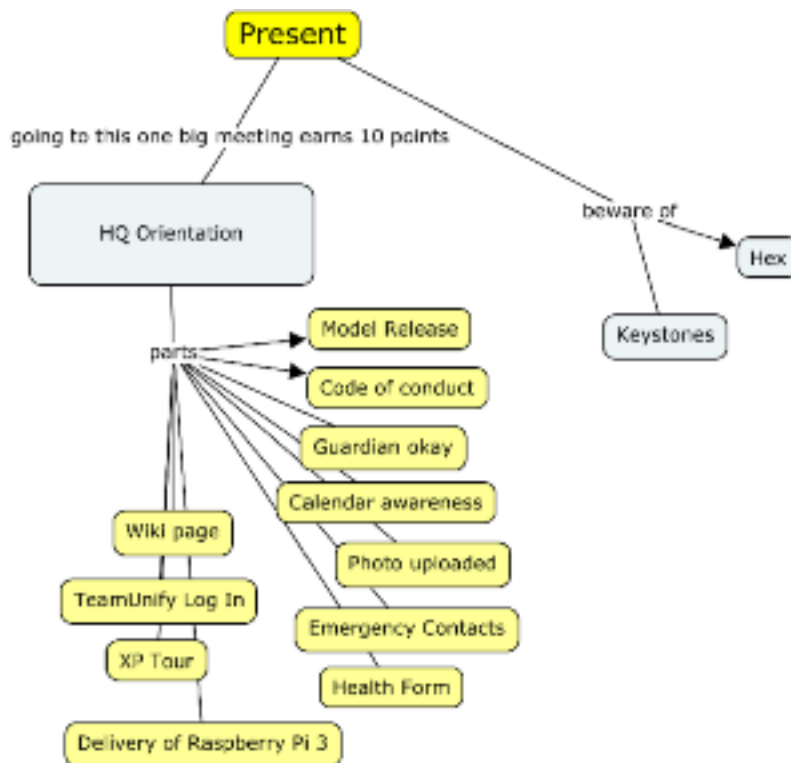 Present
going to this one big meeting earns 10 points
beware of
HQ Orientation
Hex
Keystones
parts
Model Release
Code of conduct
Guardian okay
Calendar awareness
Wiki page
Photo uploaded
TeamUnify Log In
Emergency Contacts
XP Tour
Health Form
Delivery of Raspberry Pi 3